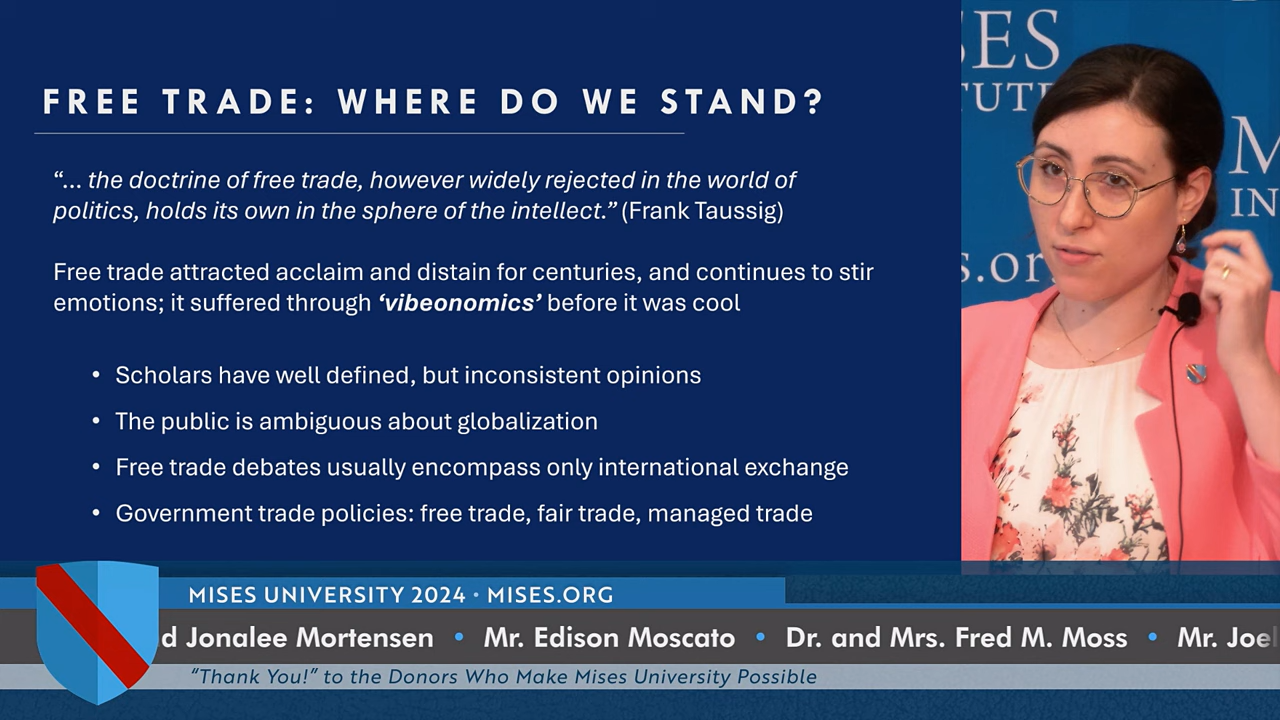 FREE TRADE: WHERE DO WE STAND?
“… the doctrine of free trade, however widely rejected in the world of
politics, holds its own in the sphere of the intellect.” (Frank Taussig)
Free trade attracted acclaim and distain for centuries, and continues to stir
emotions; it suffered through ‘vibeonomics’ before it was cool
• Scholars have well defined, but inconsistent opinions
• The public is ambiguous about globalization
• Free trade debates usually encompass only international exchange
• Government trade policies: free trade, fair trade, managed trade
SES
TUT
M
IN
s.or
MISES UNIVERSITY 2024 • MISES.ORG
d Jonalee Mortensen • Mr. Edison Moscato • Dr. and Mrs. Fred M. Moss • Mr. Joel
“Thank You!” to the Donors Who Make Mises University Possible